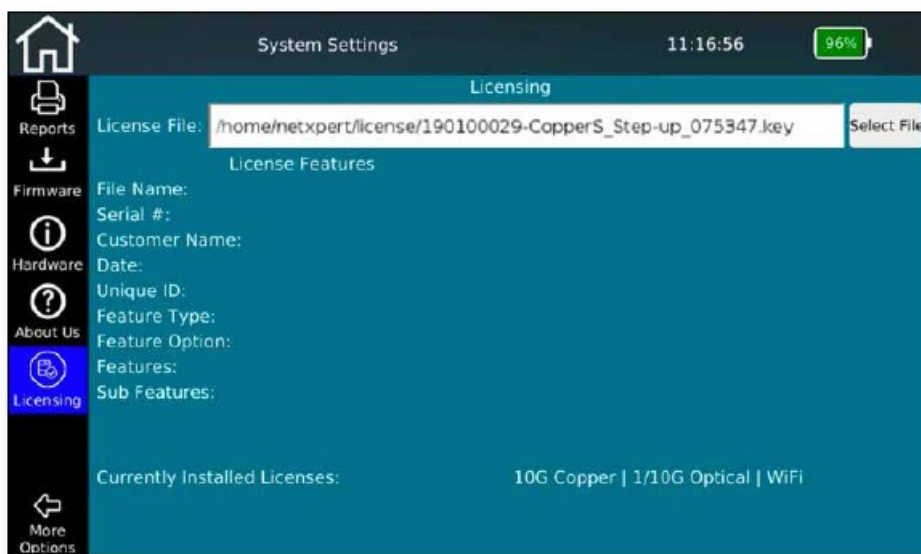 System Settings 11:16:56 96%
Licensing
Reports
License File: /home/netxpert/license/190100029-CopperS_Step-up_075347.key Select File
License Features
Firmware
File Name:
Serial #:
Customer Name:
Hardware
Date:
Unique ID:
Feature Type:
About Us
Feature Option:
Features:
Licensing
Sub Features:
Currently Installed Licenses: 10G Copper | 1/10G Optical | WiFi
More
Options